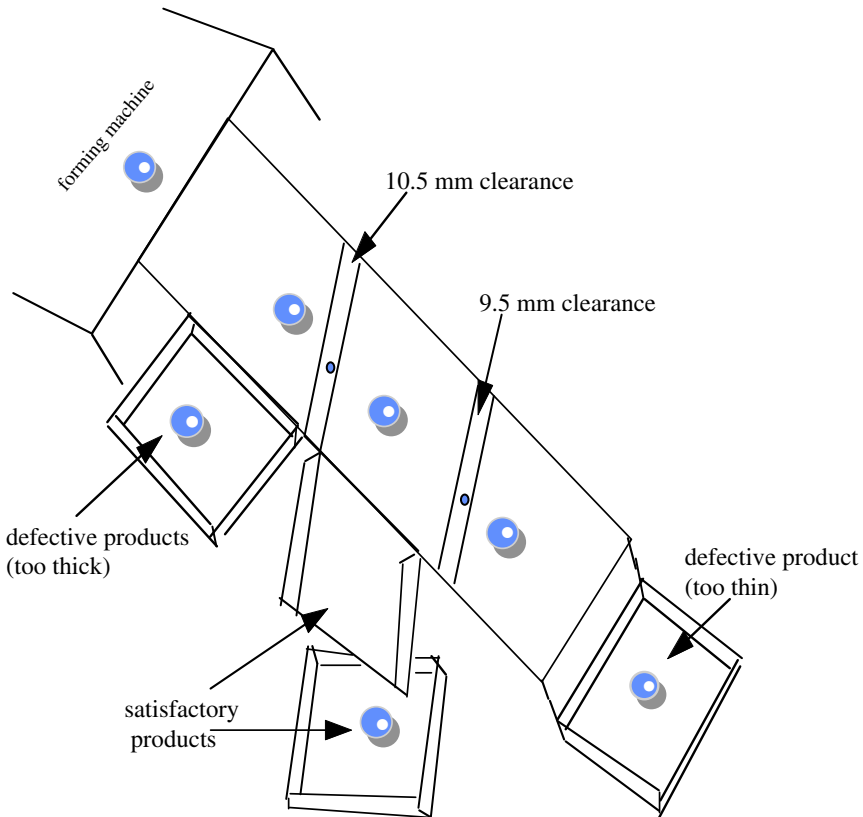 forming machine
10.5 mm clearance
9.5 mm clearance
defective products
(too thick)
defective product
(too thin)
satisfactory
products